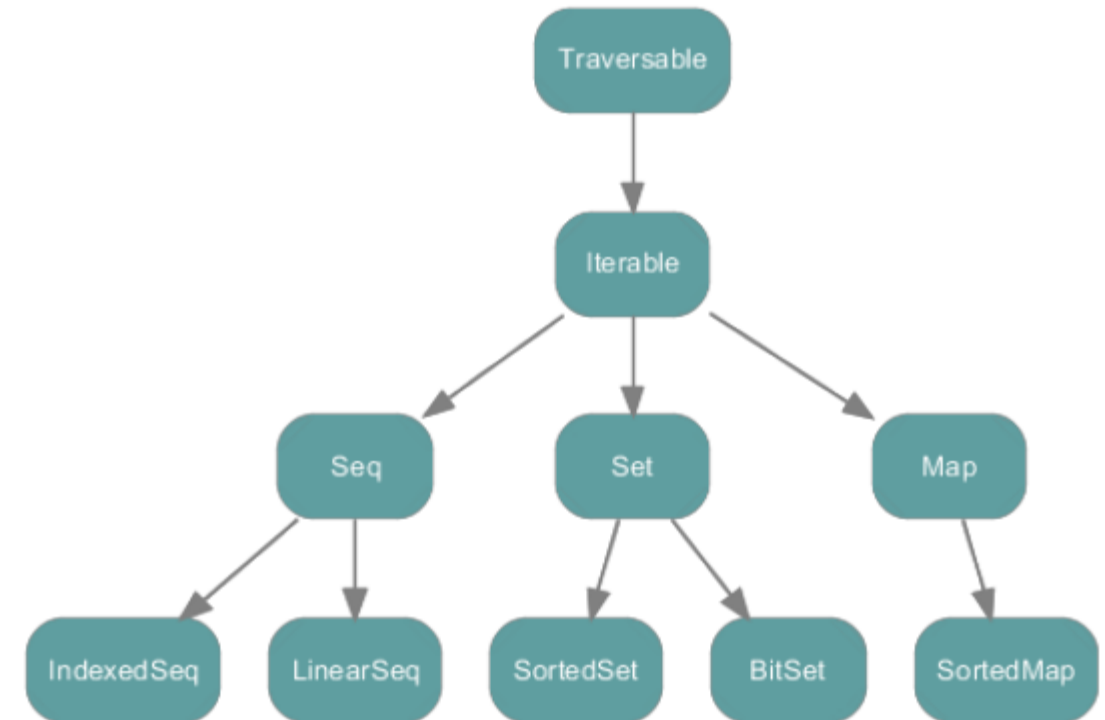 Traversable
Iterable
Seq
Set
Map
IndexedSeq
LinearSeq
SortedSet
BitSet
SortedMap